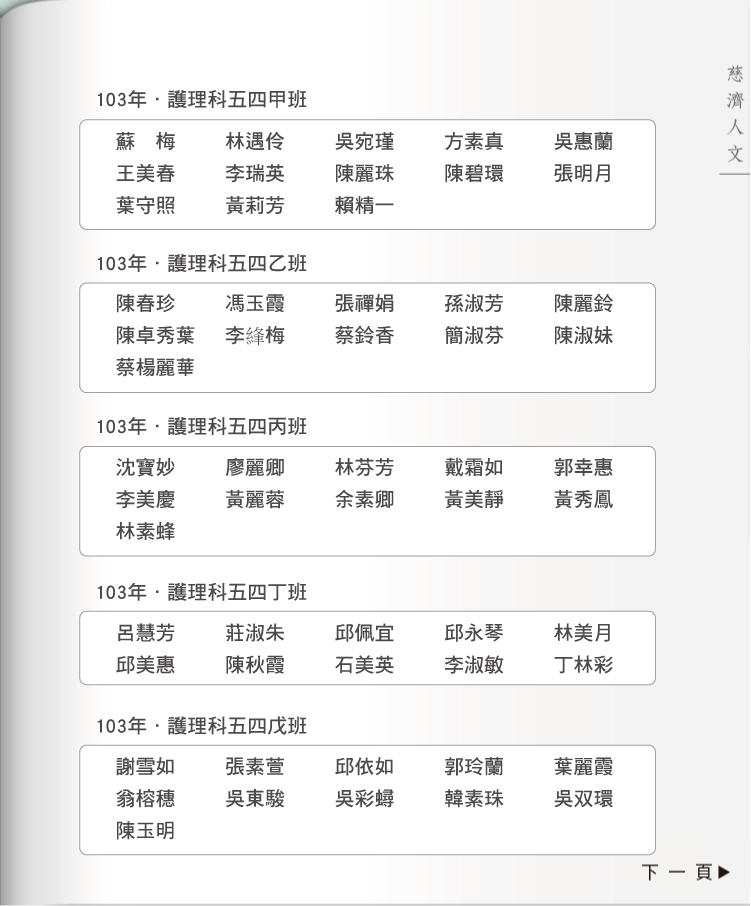 慈濟人文
103年・護理科五四甲班
蘇　梅 林遇伶 吳宛瑾 方素真 吳惠蘭
王美春 李瑞英 陳麗珠 陳碧環 張明月
葉守照 黃莉芳 賴精一
103年・護理科五四乙班
陳春珍 馮玉霞 張禪娟 孫淑芳 陳麗鈴
陳卓秀葉 李綘梅 蔡鈴香 簡淑芬 陳淑妹
蔡楊麗華
103年・護理科五四丙班
沈寶妙 廖麗卿 林芬芳 戴霜如 郭幸惠
李美慶 黃麗蓉 余素卿 黃美靜 黃秀鳳
林素蜂
103年・護理科五四丁班
呂慧芳 莊淑朱 邱佩宜 邱永琴 林美月
邱美惠 陳秋霞 石美英 李淑敏 丁林彩
103年・護理科五四戊班
謝雪如 張素萱 邱依如 郭玲蘭 葉麗霞
翁榕穗 吳東駿 吳彩蟳 韓素珠 吳双環
陳玉明
下一頁▶